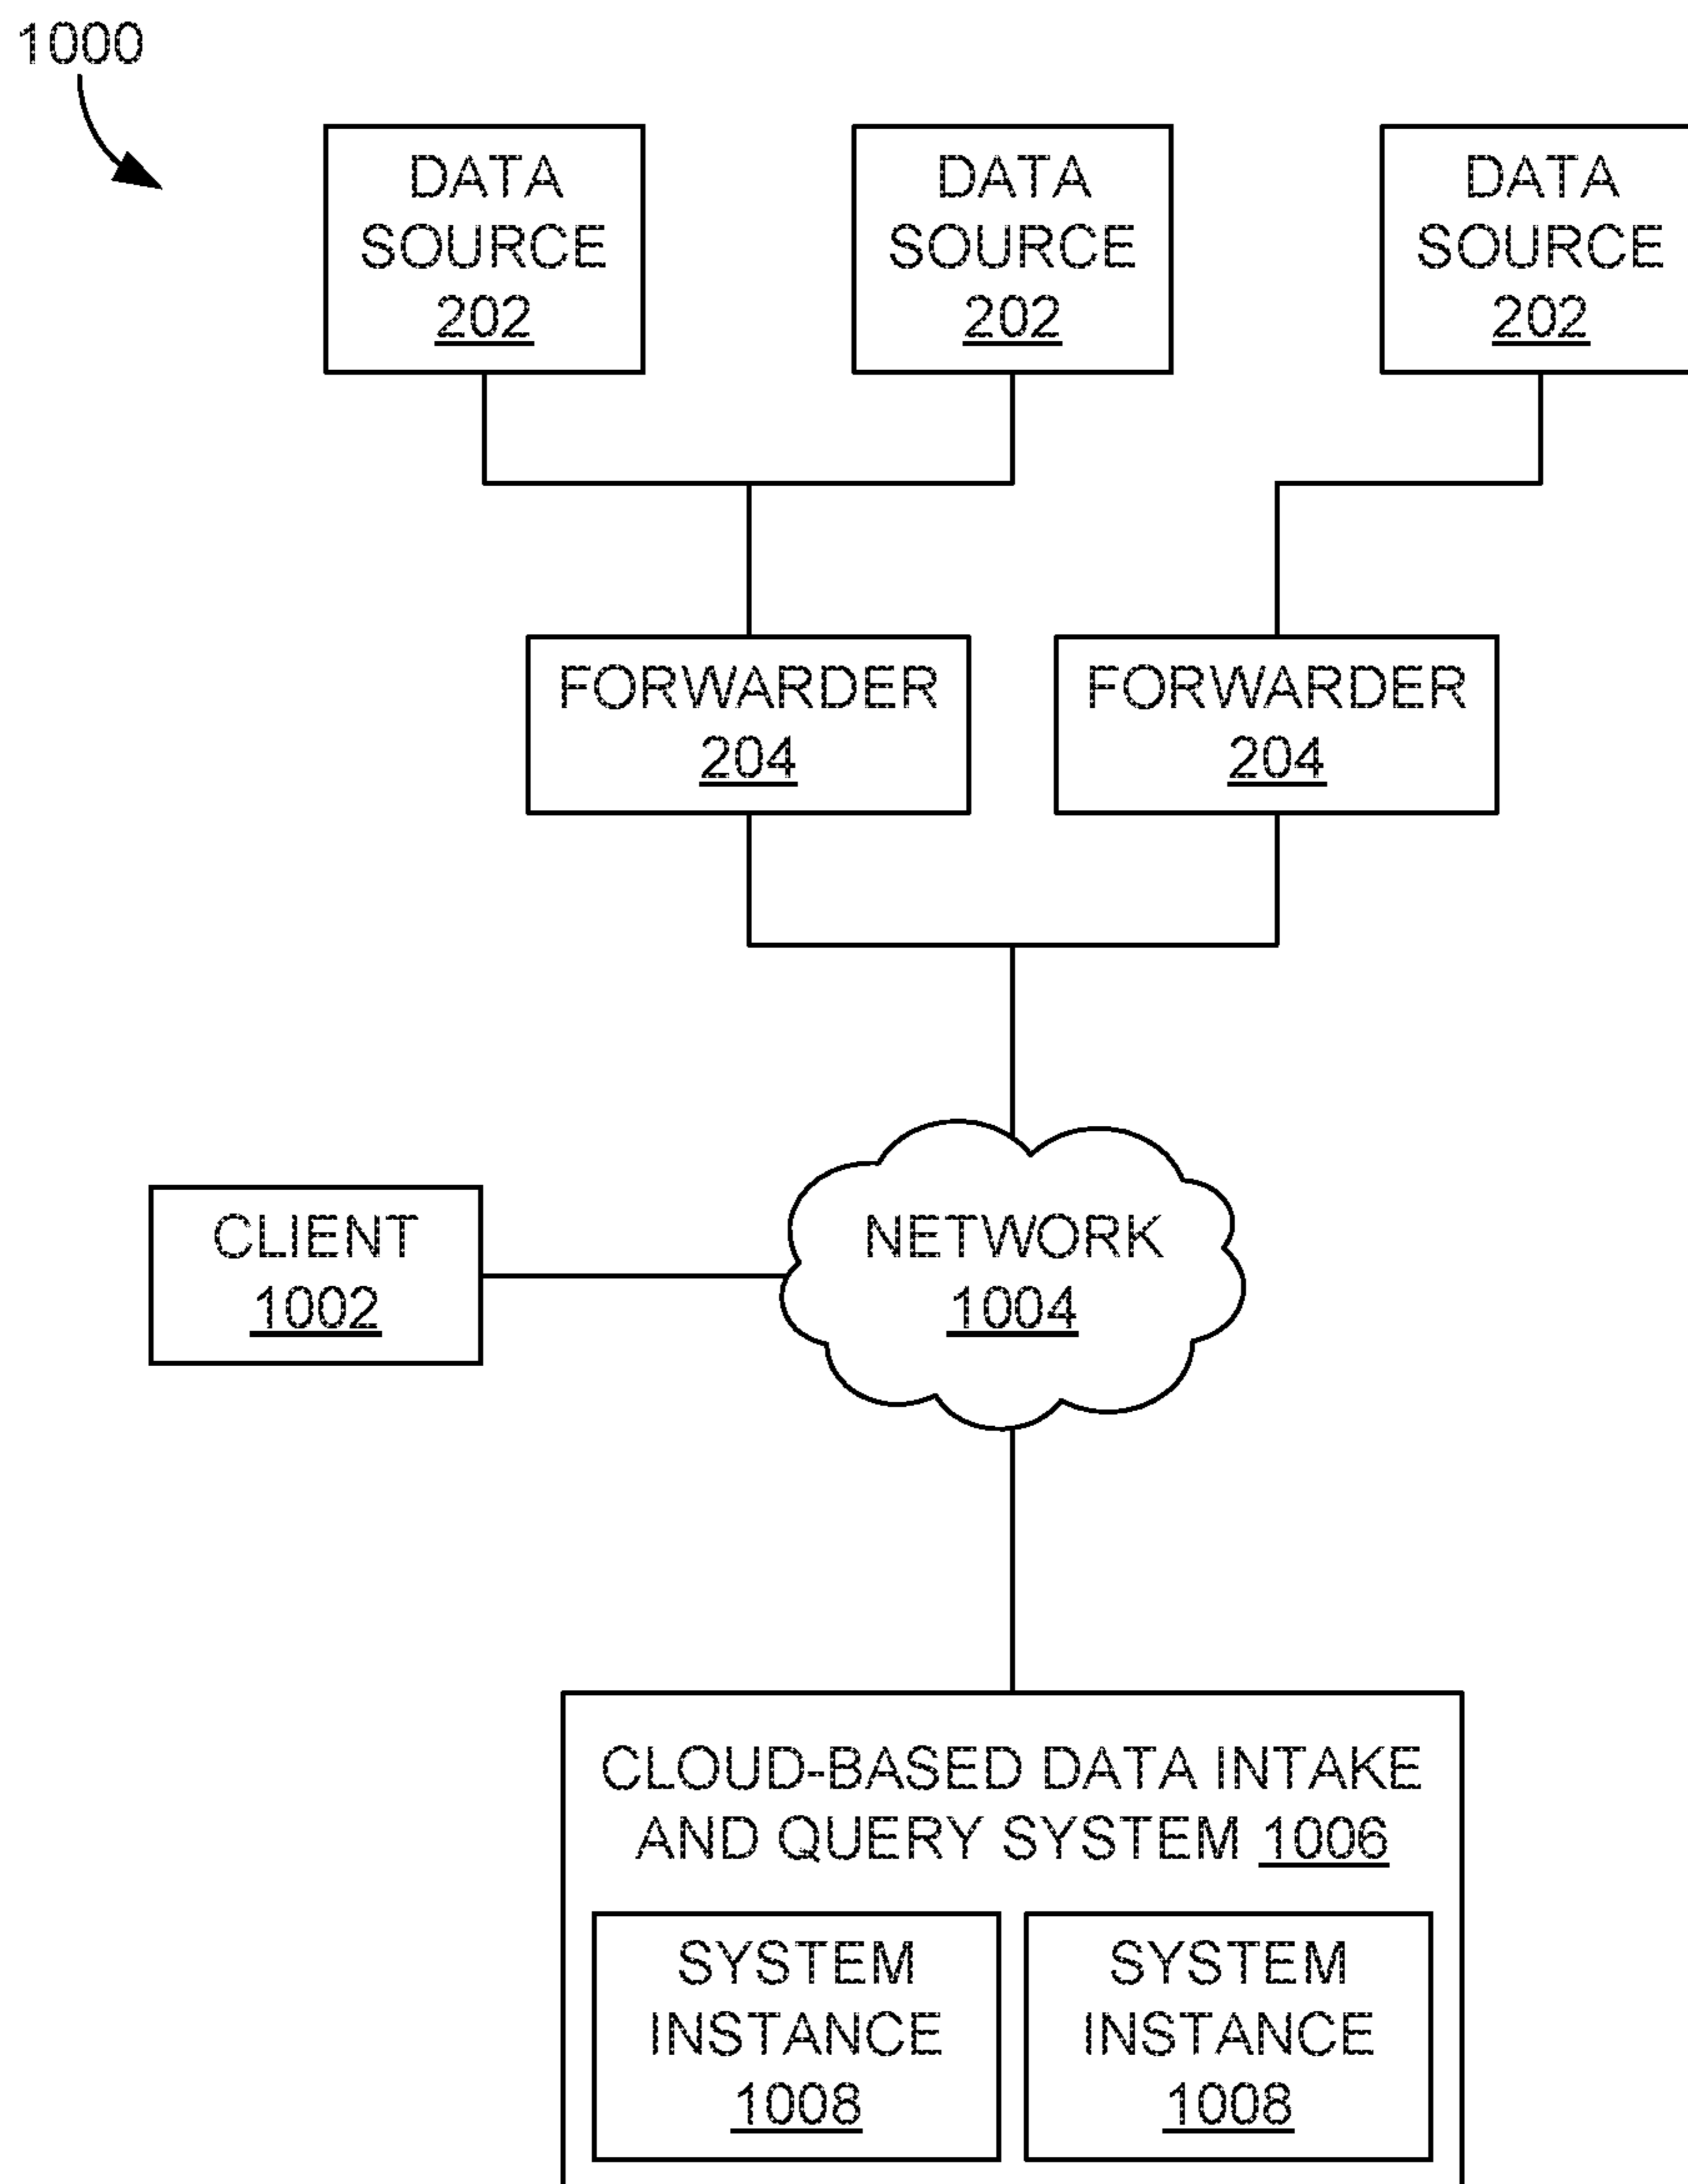 1000
DATA
SOURCE
202
DATA
SOURCE
202
DATA
SOURCE
202
FORWARDER
204
FORWARDER
204
CLIENT
1002
NETWORK
1004
CLOUD-BASED DATA INTAKE
AND QUERY SYSTEM 1006
SYSTEM
INSTANCE
1008
SYSTEM
INSTANCE
1008